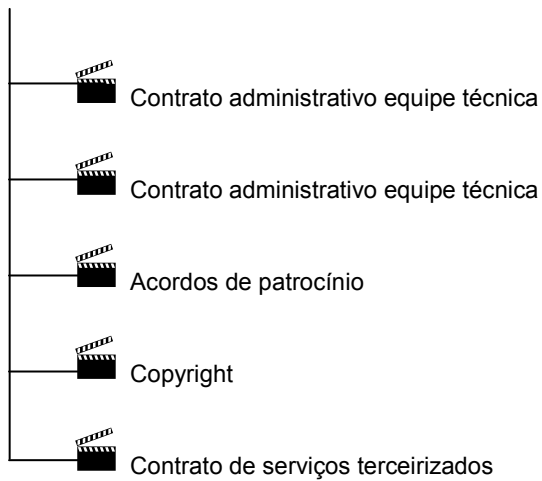 Contrato administrativo equipe técnica
Contrato administrativo equipe técnica
Acordos de patrocínio
Copyright
Contrato de serviços terceirizados